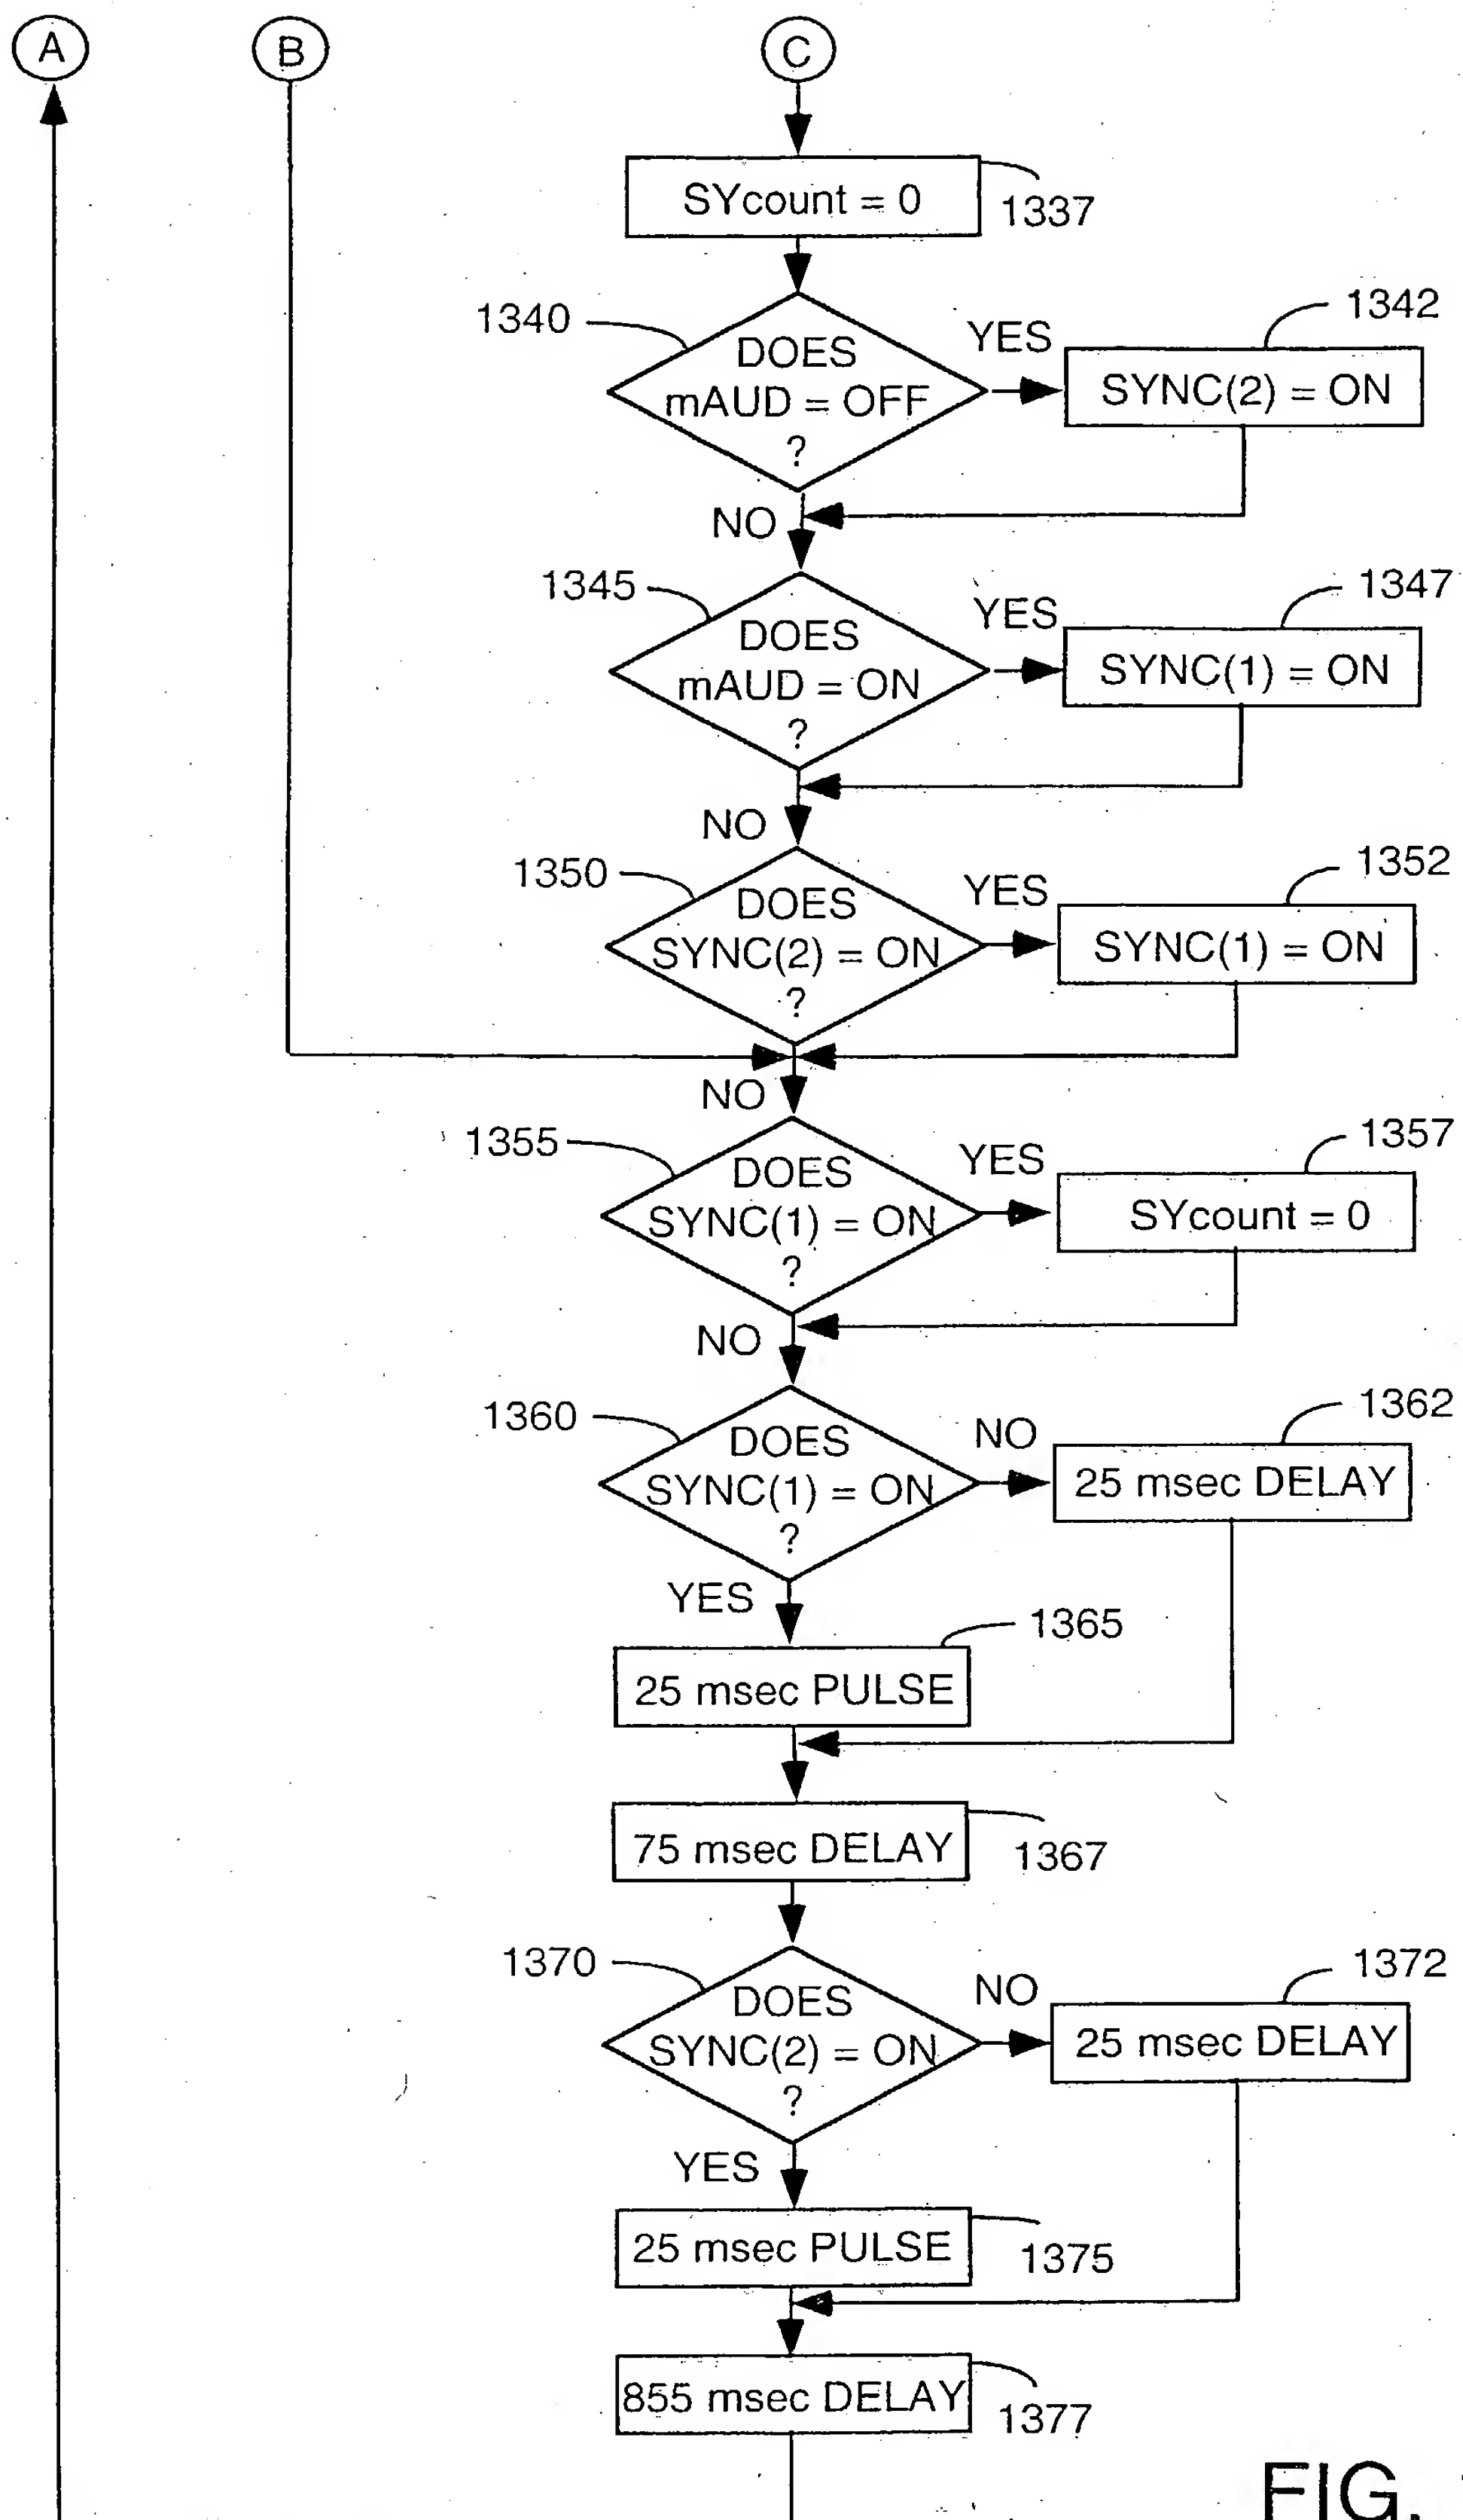 A
B
C
SYcount = 0
1337
1340
DOES
mAUD = OFF
?
YES
1342
SYNC(2) = ON
NO
1345
DOES
mAUD = ON
?
YES
1347
SYNC(1) = ON
NO
1350
DOES
SYNC(2) = ON
?
YES
1352
SYNC(1) = ON
NO
1355
DOES
SYNC(1) = ON
?
YES
1357
SYcount = 0
NO
1360
DOES
SYNC(1) = ON
?
NO
1362
25 msec DELAY
YES
1365
25 msec PULSE
75 msec DELAY
1367
1370
DOES
SYNC(2) = ON
?
NO
1372
25 msec DELAY
YES
25 msec PULSE
1375
855 msec DELAY
1377
FIG.